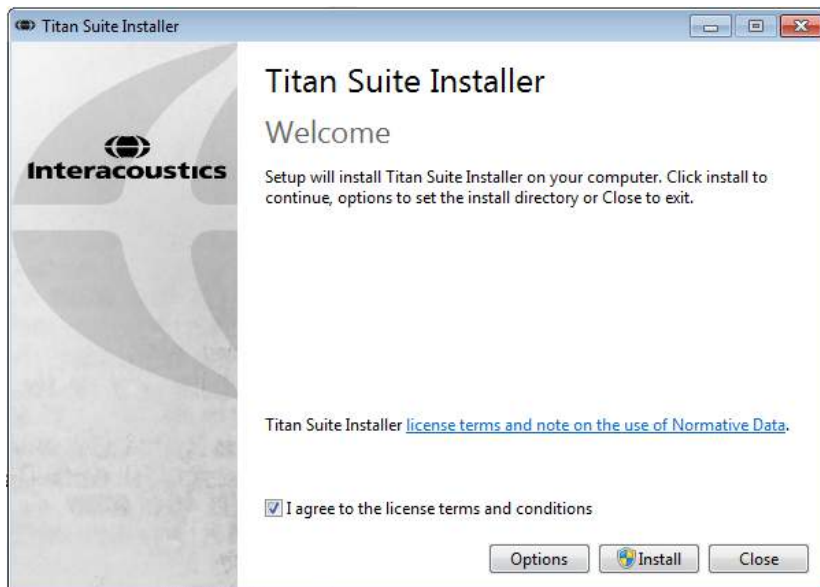 Titan Suite Installer
Titan Suite Installer
Welcome
Interacoustics
Setup will install Titan Suite Installer on your computer. Click install to
continue, options to set the install directory or Close to exit.
Titan Suite Installer license terms and note on the use of Normative Data.
I agree to the license terms and conditions
Options Install Close